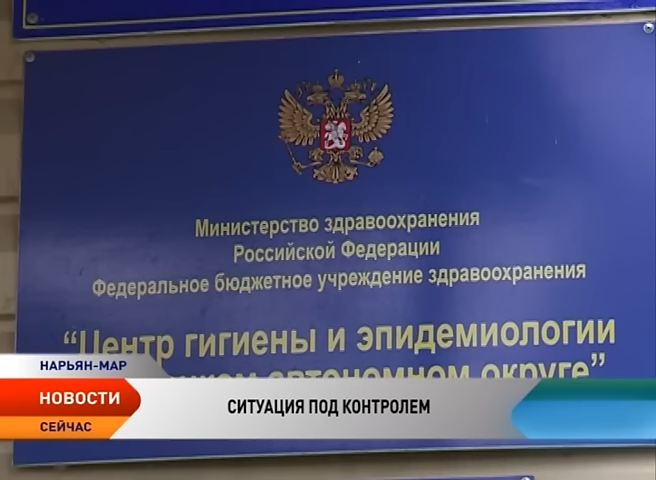 Министерство здравоохранения
Российской Федерации
Федеральное бюджетное учреждение здравоохранения
“Центр гигиены и эпидемиологии
автономном округе”
НАРЬЯН-МАР
НОВОСТИ
СИТУАЦИЯ ПОД КОНТРОЛЕМ
СЕЙЧАС